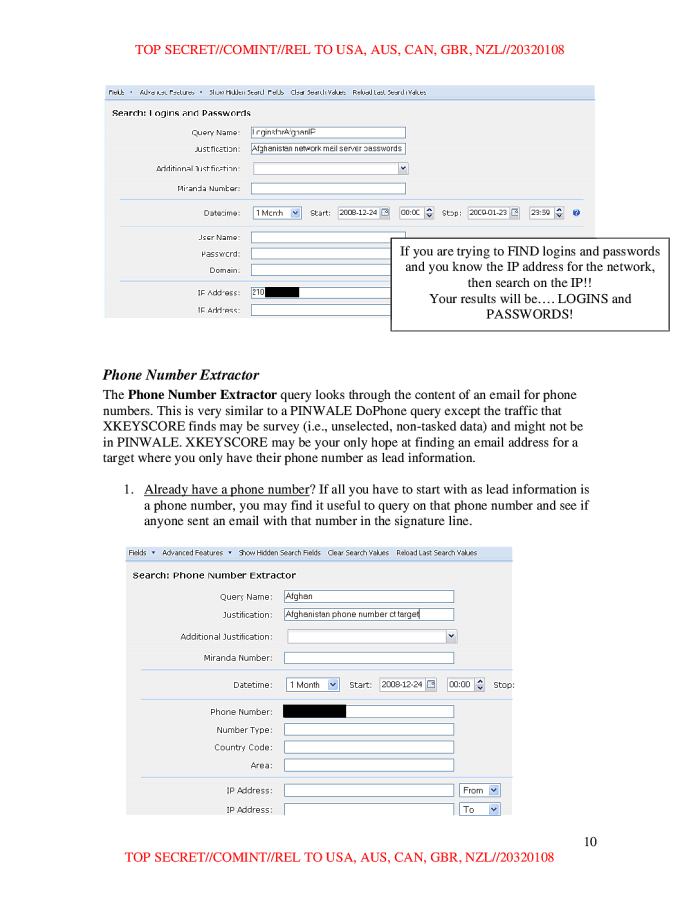 TOP SECRET//COMINT//REL TO USA, AUS, CAN, GBR, NZL//20320108
Fields Advanced Features Show Hidden Search Fields Clear Search Values Reload Last Search Values
Search: Logins and Passwords
Query Name: LoginsforAfghanIP
Justification: Afghanistan network mail server passwords
Additional Justification:
Miranda Number:
Datetime: 1 Month Start: 2008-12-24 00:00 Stop: 2009-01-23 23:59
User Name:
Password:
Domain:
IP Address: 210
IP Address:
If you are trying to FIND logins and passwords
and you know the IP address for the network,
then search on the IP!!
Your results will be…. LOGINS and
PASSWORDS!
Phone Number Extractor
The Phone Number Extractor query looks through the content of an email for phone
numbers. This is very similar to a PINWALE DoPhone query except the traffic that
XKEYSCORE finds may be survey (i.e., unselected, non-tasked data) and might not be
in PINWALE. XKEYSCORE may be your only hope at finding an email address for a
target where you only have their phone number as lead information.
1. Already have a phone number? If all you have to start with as lead information is
a phone number, you may find it useful to query on that phone number and see if
anyone sent an email with that number in the signature line.
Fields Advanced Features Show Hidden Search Fields Clear Search Values Reload Last Search Values
Search: Phone Number Extractor
Query Name: Afghan
Justification: Afghanistan phone number ct target
Additional Justification:
Miranda Number:
Datetime: 1 Month Start: 2008-12-24 00:00 Stop:
Phone Number:
Number Type:
Country Code:
Area:
IP Address: From
IP Address: To
10
TOP SECRET//COMINT//REL TO USA, AUS, CAN, GBR, NZL//20320108